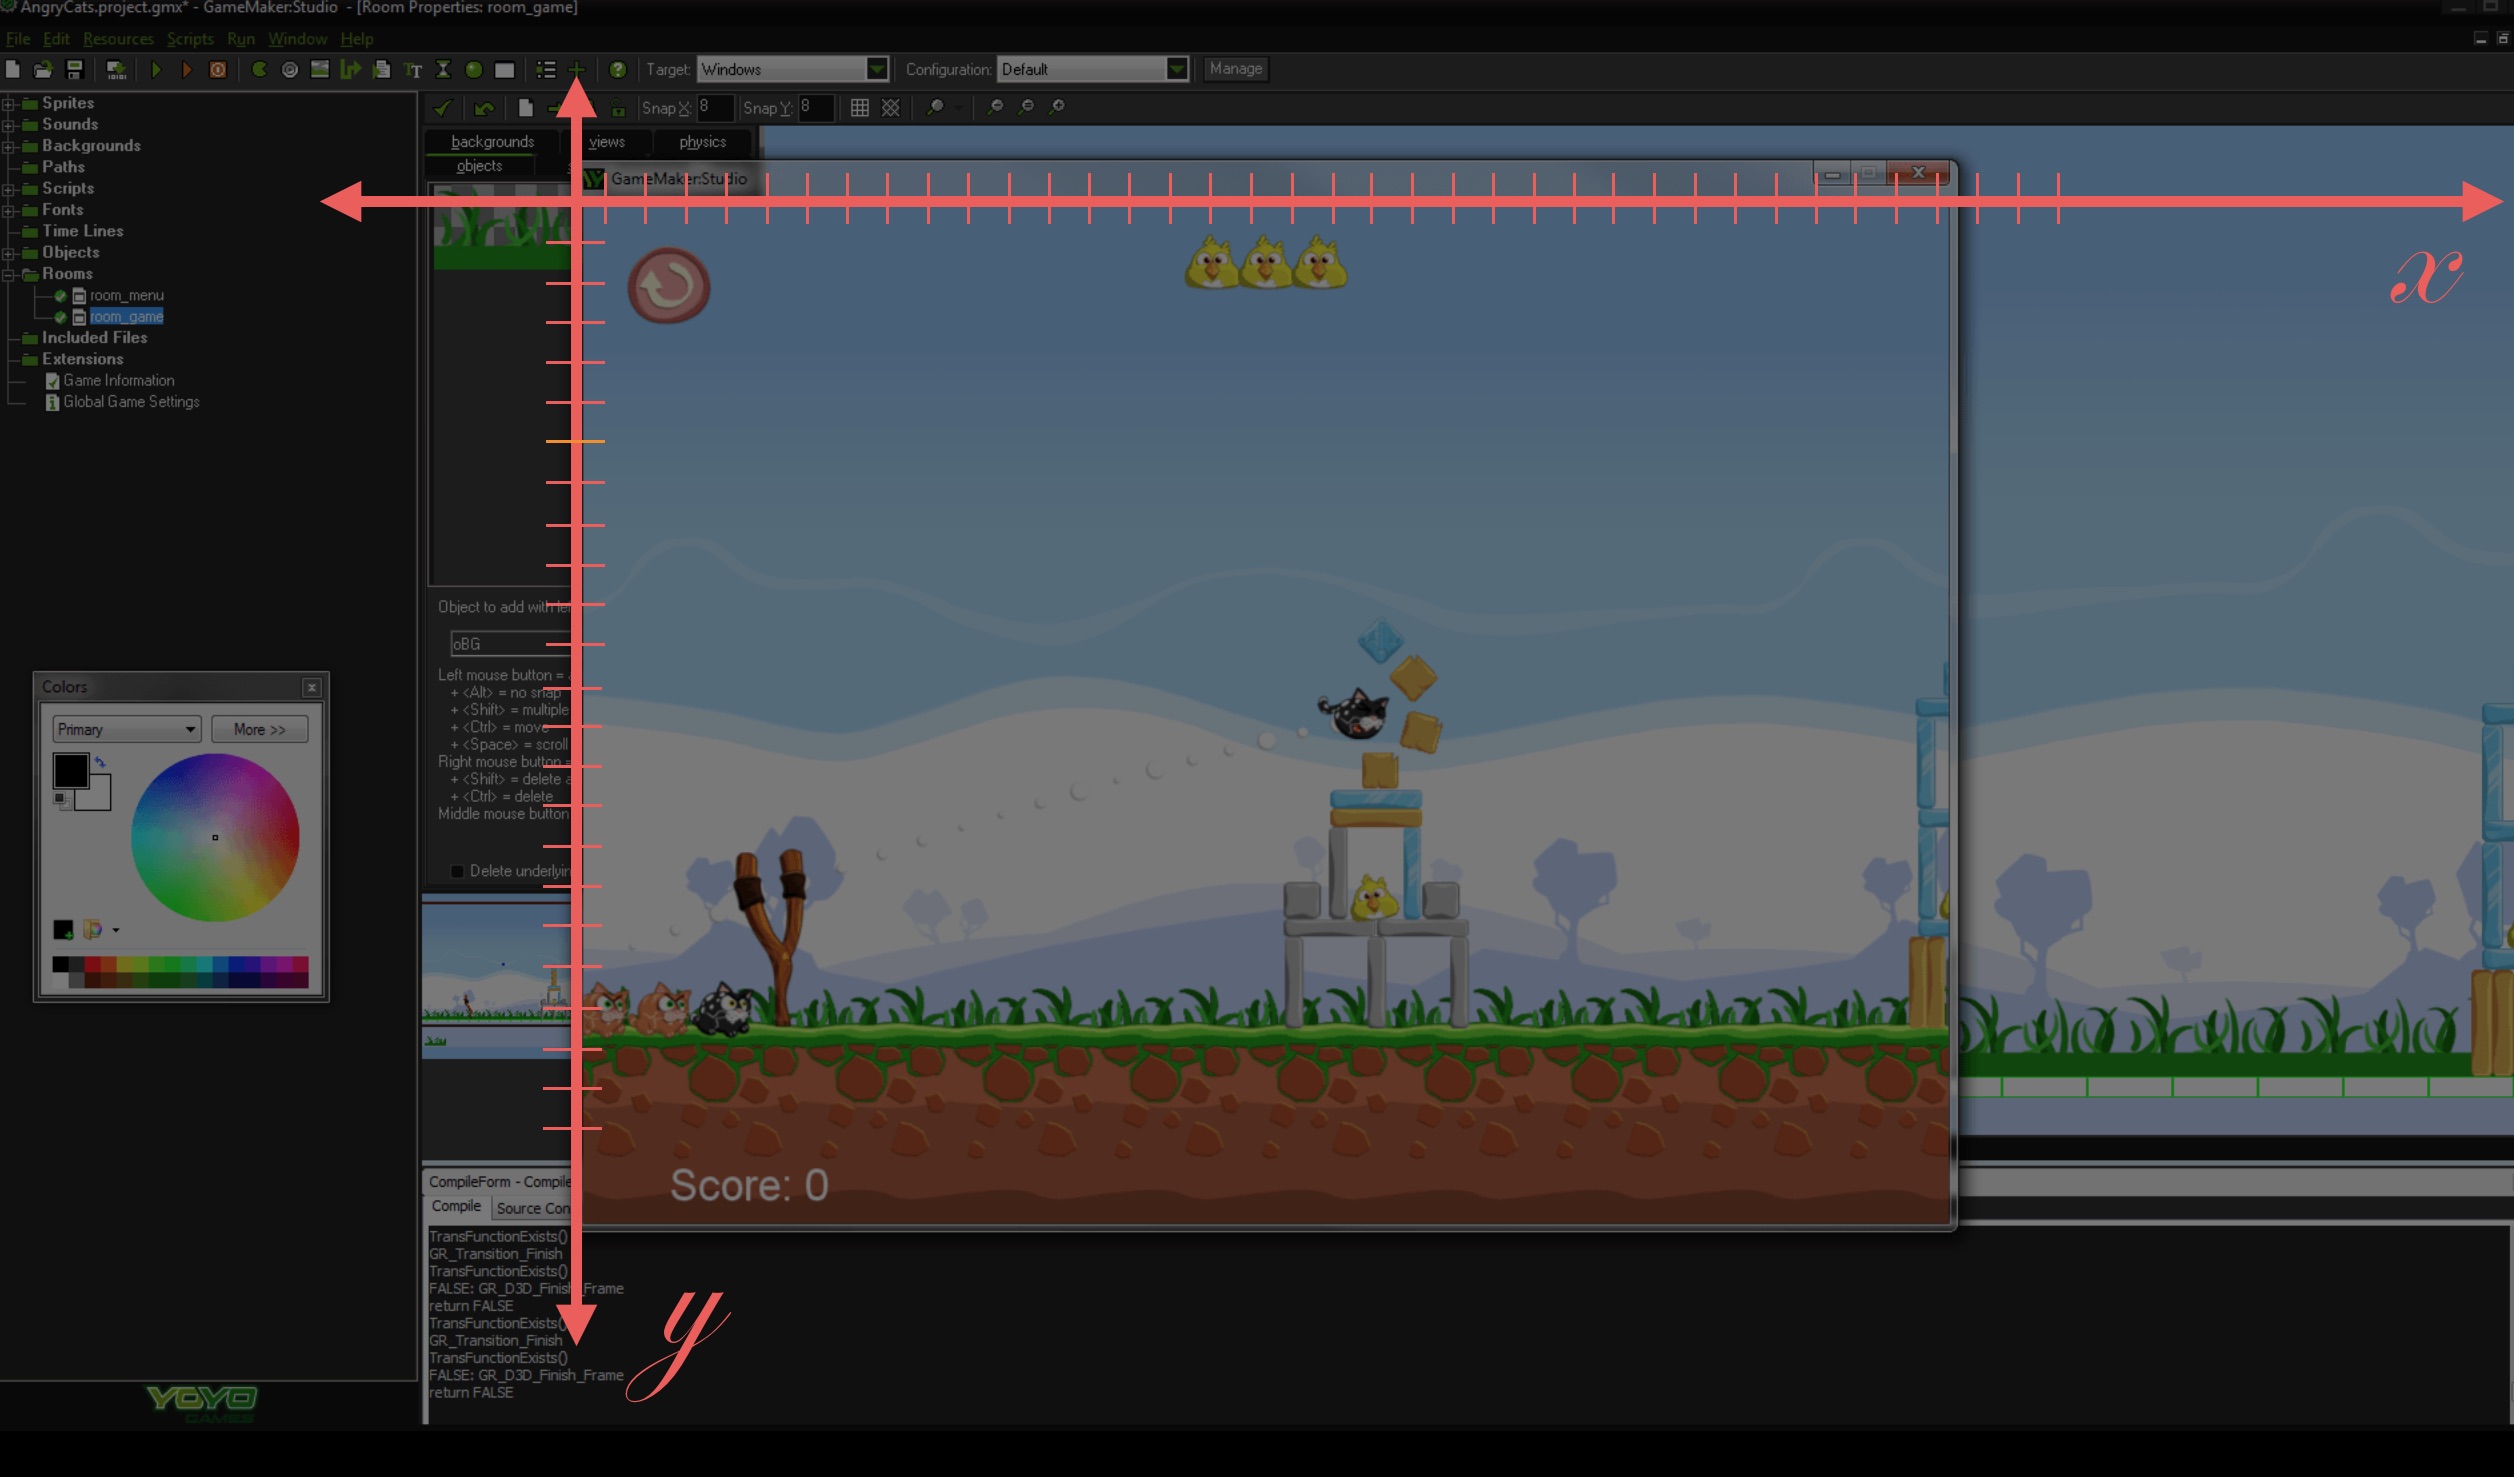 AngryCats.project.gmx* - GameMaker:Studio - [Room Properties: room_game]
File Edit Resources Scripts Run Window Help
Target: Windows Configuration: Default Manage
Snap X: 8 Snap Y: 8
Sprites
Sounds
Backgrounds
Paths
Scripts
Fonts
Time Lines
Objects
Rooms
room_menu
room_game
Included Files
Extensions
Game Information
Global Game Settings
backgrounds views physics
objects
GameMaker:Studio
x
Object to add with le
oBG
Left mouse button =
+ <Alt> = no snap
+ <Shift> = multiple
+ <Ctrl> = move
+ <Space> = scroll
Right mouse button =
+ <Shift> = delete a
+ <Ctrl> = delete
Middle mouse button
Delete underlyin
Colors
Primary More >>
Score: 0
CompileForm - Compile
Compile Source Con
TransFunctionExists()
GR_Transition_Finish
TransFunctionExists()
FALSE: GR_D3D_Finish_Frame
return FALSE
TransFunctionExists()
GR_Transition_Finish
TransFunctionExists()
FALSE: GR_D3D_Finish_Frame
return FALSE
y
YOYO
GAMES